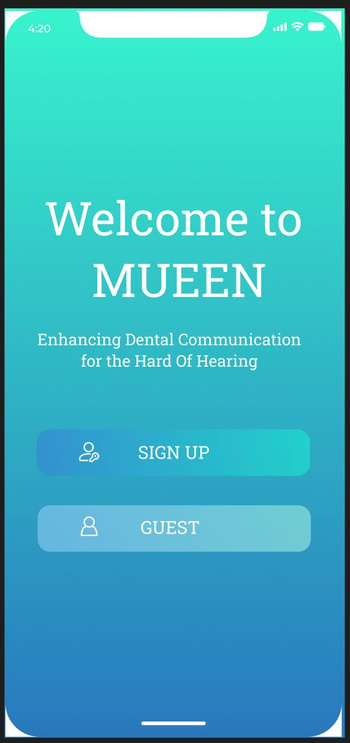 4:20
Welcome to
MUEEN
Enhancing Dental Communication
for the Hard Of Hearing
SIGN UP
GUEST